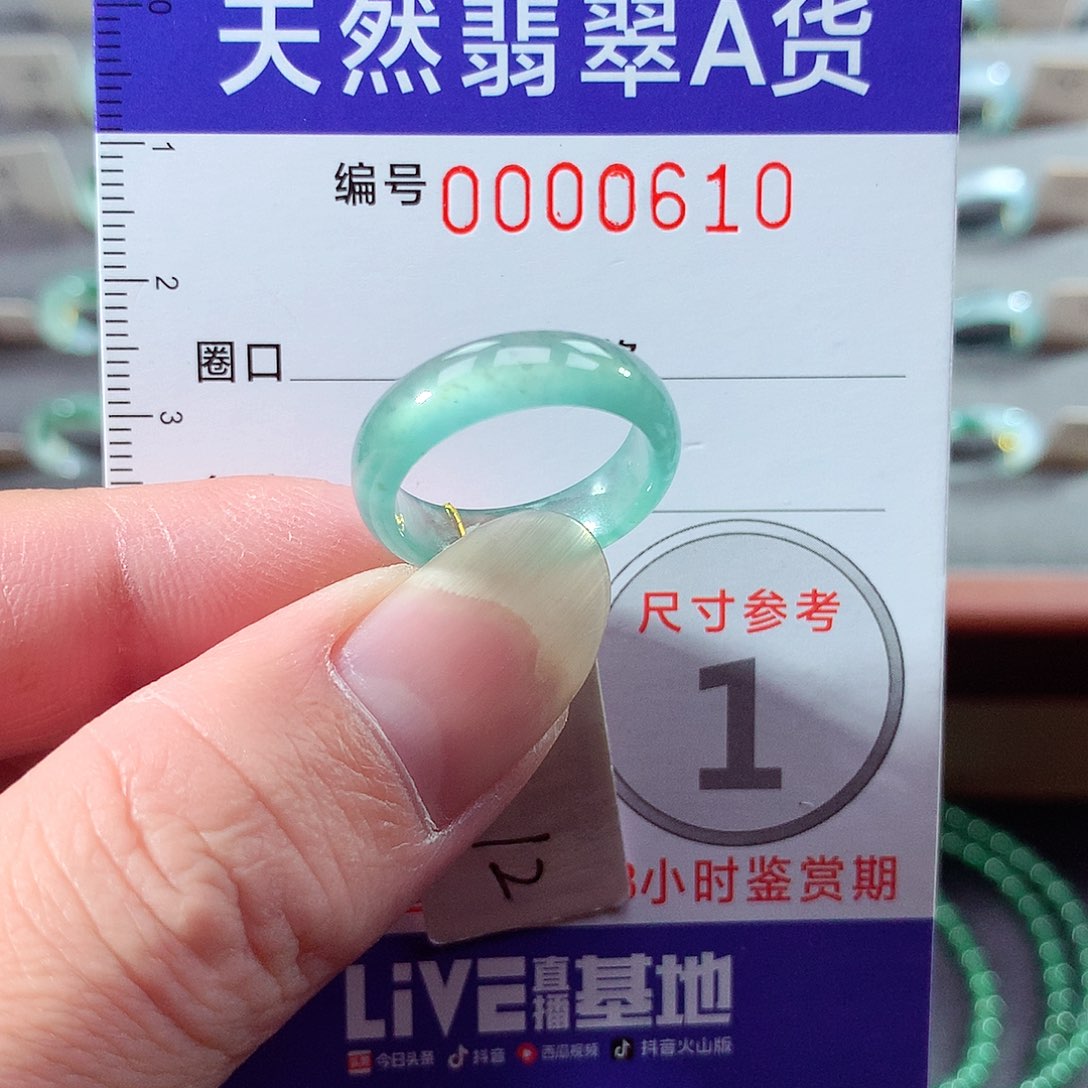 天然翡翠A货
0
1
编号 0000610
2
圈口
3
尺寸参考
1
12
小时鉴赏期
LiVE直播基地
今日头条 抖音 西瓜视频 抖音火山版